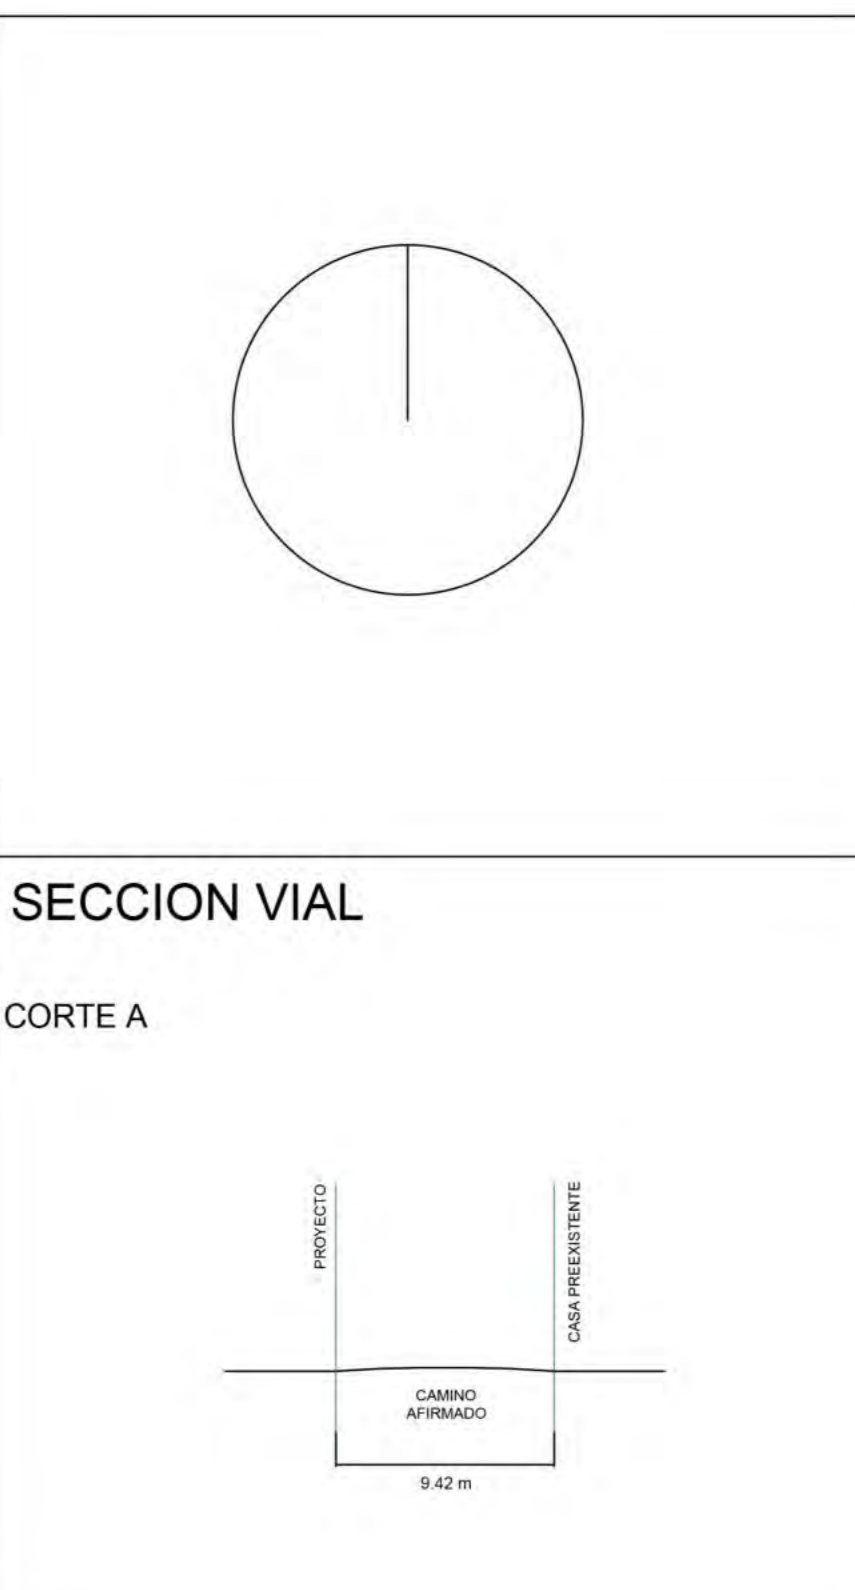 SECCION VIAL
CORTE A
PROYECTO
CASA PREEXISTENTE
CAMINO
AFIRMADO
9.42 m